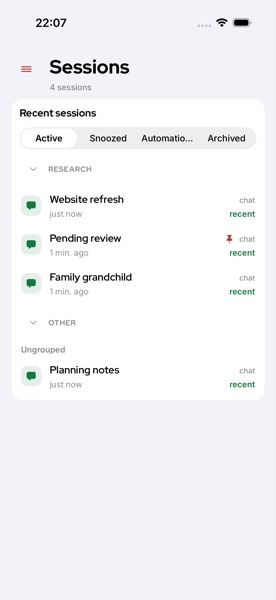 22:07
Sessions
4 sessions
Recent sessions
Active Snoozed Automatio... Archived
RESEARCH
Website refresh chat
just now recent
Pending review chat
1 min. ago recent
Family grandchild chat
1 min. ago recent
OTHER
Ungrouped
Planning notes chat
just now recent